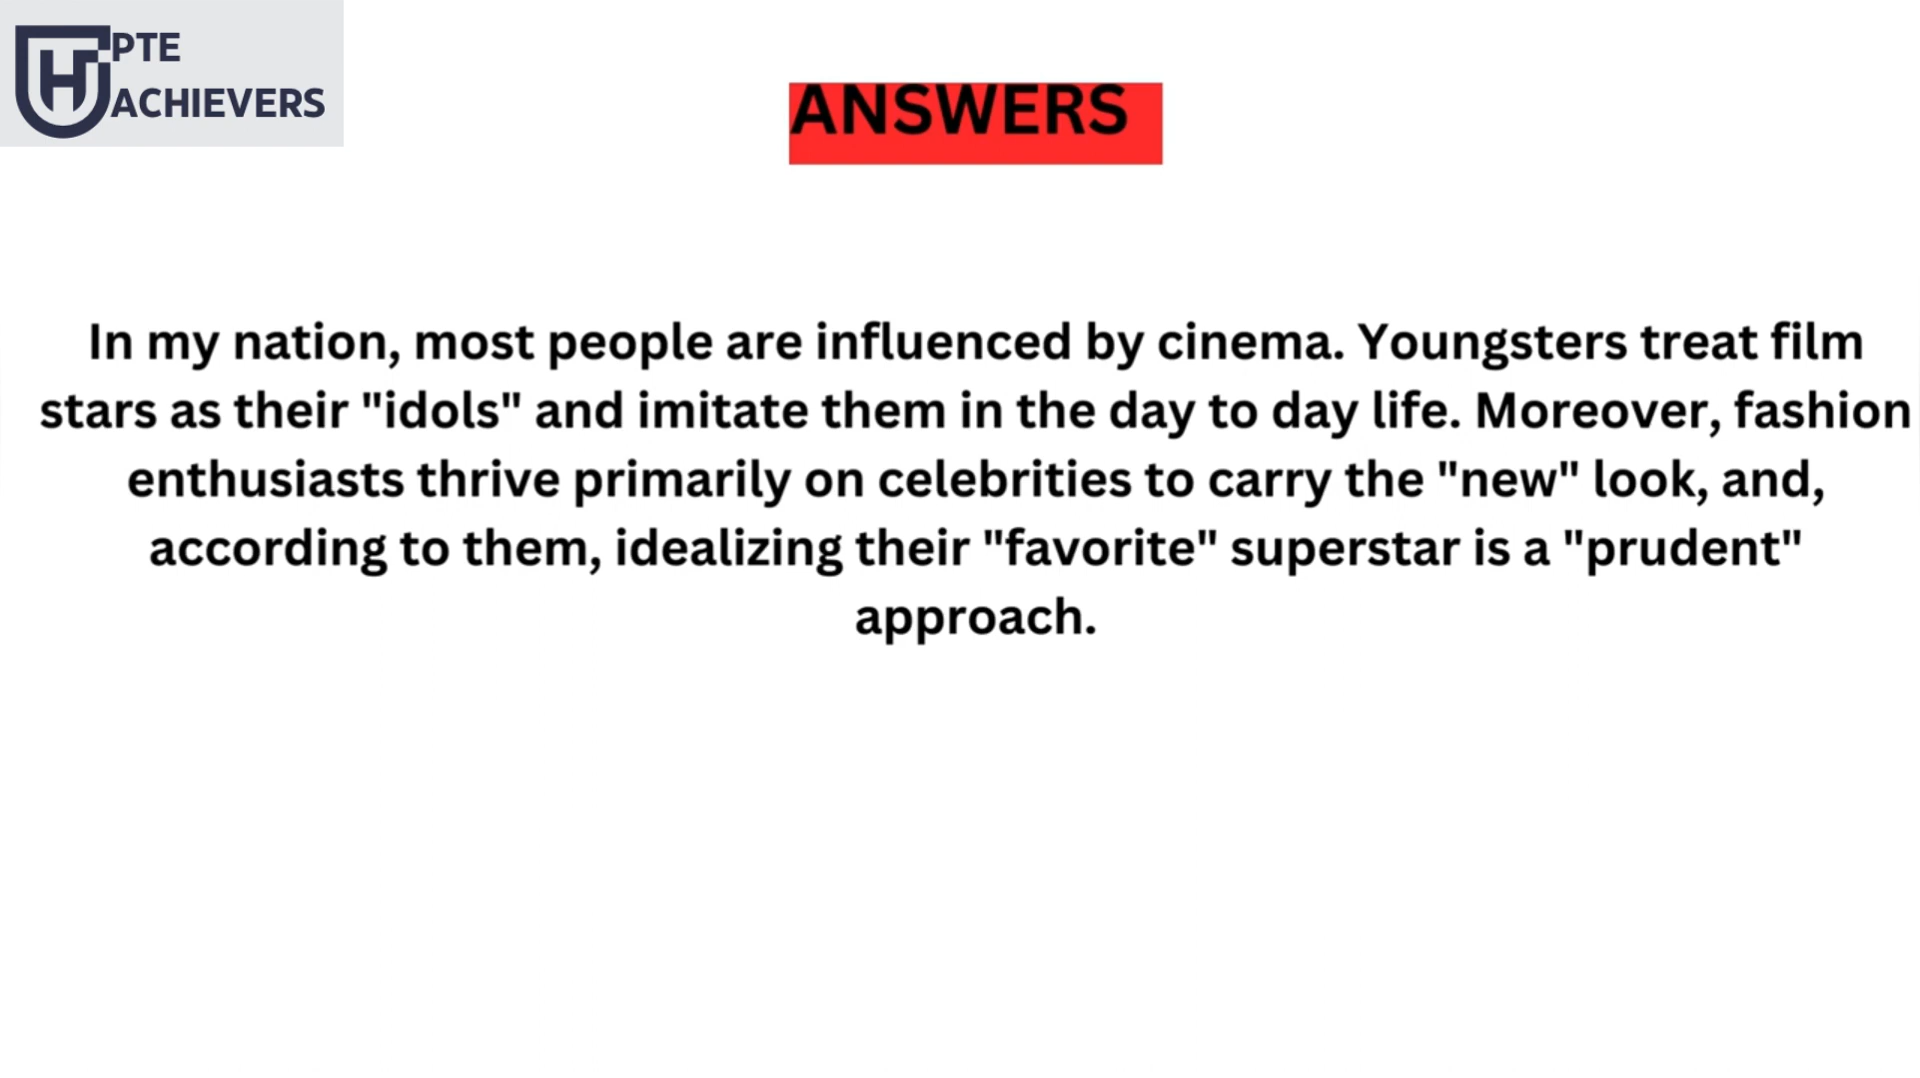 PTE
ACHIEVERS
ANSWERS
In my nation, most people are influenced by cinema. Youngsters treat film
stars as their "idols" and imitate them in the day to day life. Moreover, fashion
enthusiasts thrive primarily on celebrities to carry the "new" look, and,
according to them, idealizing their "favorite" superstar is a "prudent"
approach.